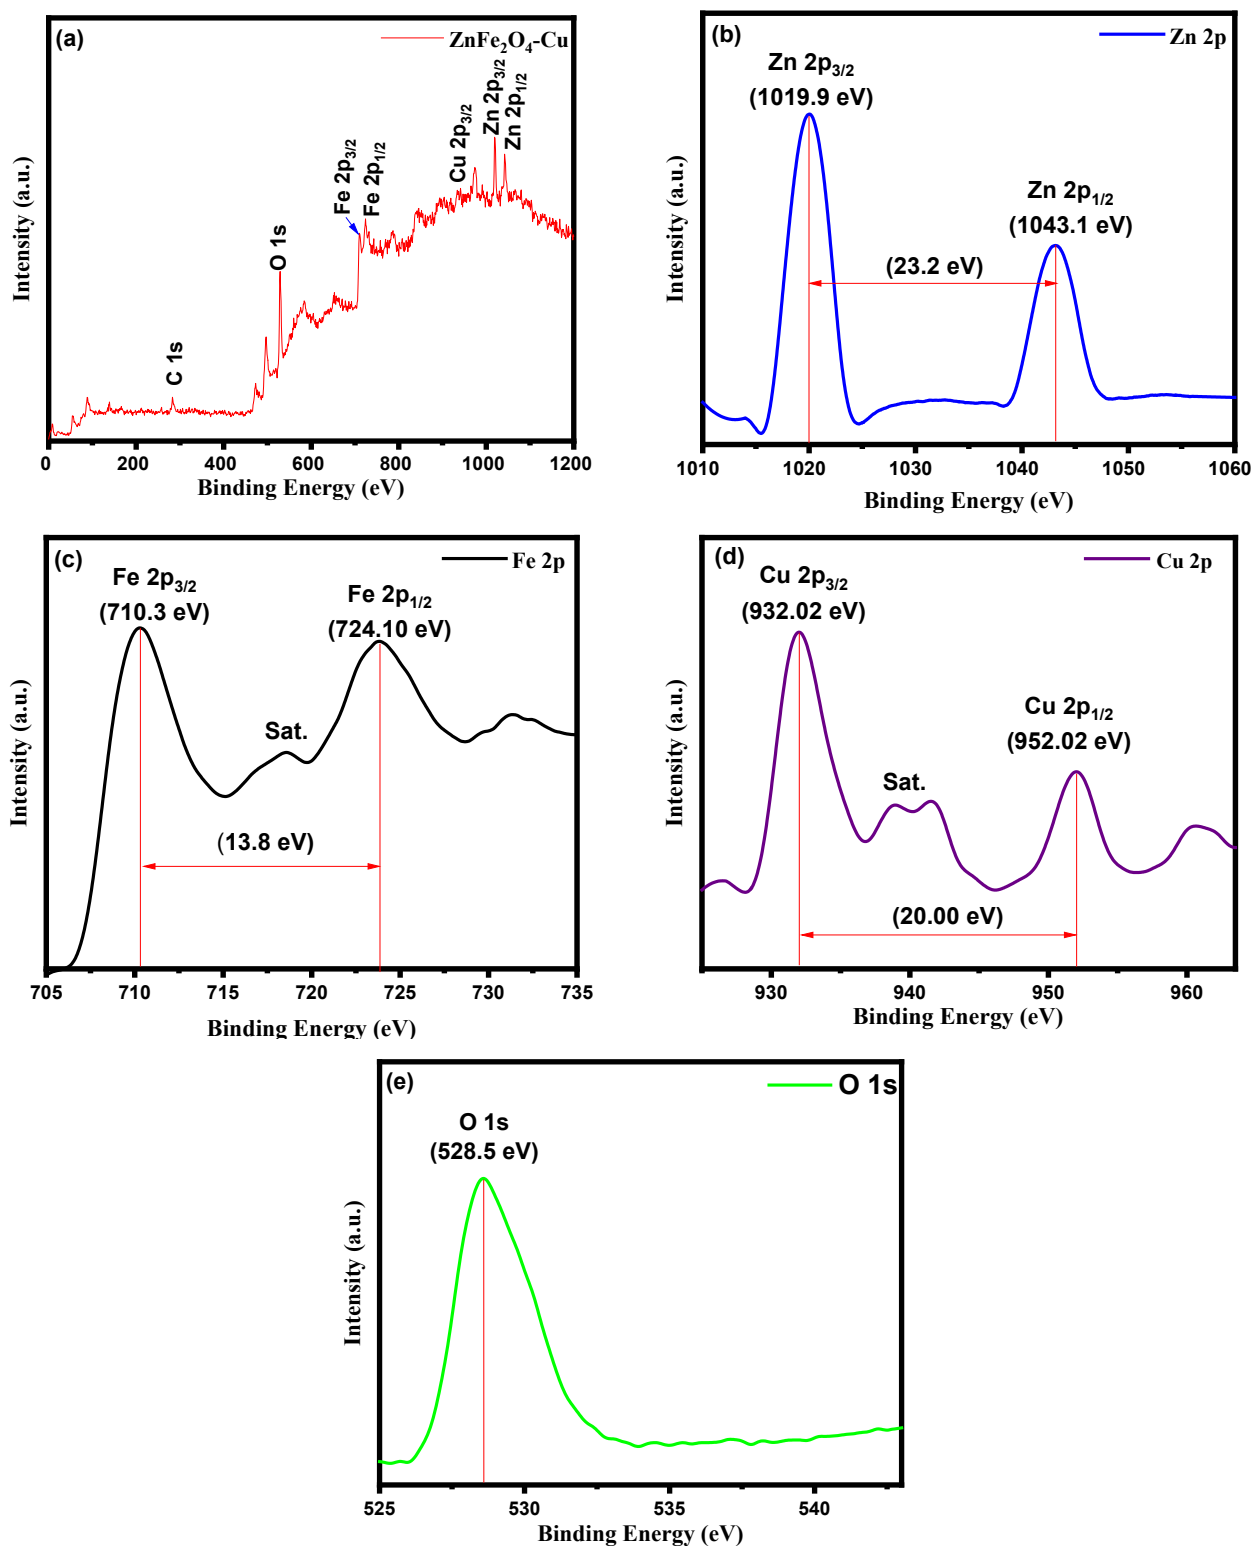 (a)
ZnFe₂O₄-Cu
C 1s
O 1s
Fe 2p₃/₂
Fe 2p₁/₂
Cu 2p₃/₂
Zn 2p₃/₂
Zn 2p₁/₂
Intensity (a.u.)
0 200 400 600 800 1000 1200
Binding Energy (eV)
(b)
Zn 2p
Zn 2p₃/₂
(1019.9 eV)
Zn 2p₁/₂
(1043.1 eV)
(23.2 eV)
Intensity (a.u.)
1010 1020 1030 1040 1050 1060
Binding Energy (eV)
(c)
Fe 2p
Fe 2p₃/₂
(710.3 eV)
Fe 2p₁/₂
(724.10 eV)
Sat.
(13.8 eV)
Intensity (a.u.)
705 710 715 720 725 730 735
Binding Energy (eV)
(d)
Cu 2p
Cu 2p₃/₂
(932.02 eV)
Cu 2p₁/₂
(952.02 eV)
Sat.
(20.00 eV)
Intensity (a.u.)
930 940 950 960
Binding Energy (eV)
(e)
O 1s
O 1s
(528.5 eV)
Intensity (a.u.)
525 530 535 540
Binding Energy (eV)